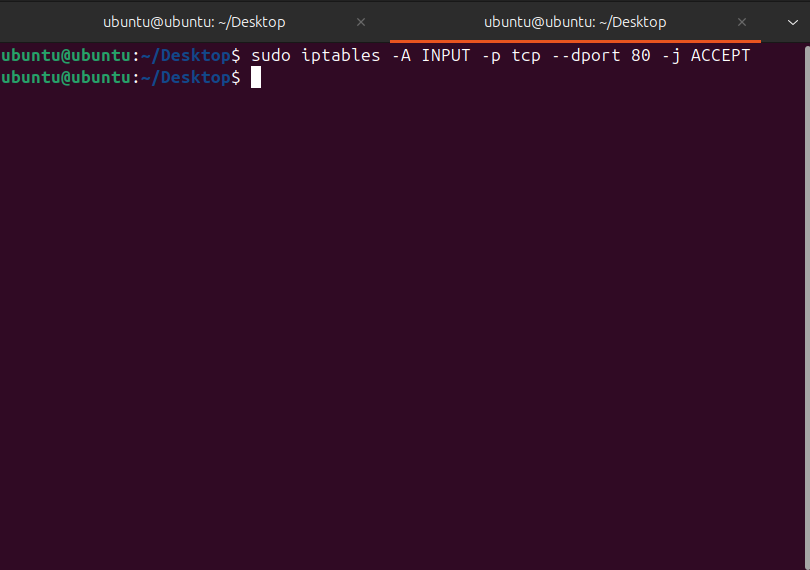 ubuntu@ubuntu: ~/Desktop
ubuntu@ubuntu: ~/Desktop
ubuntu@ubuntu:~/Desktop$ sudo iptables -A INPUT -p tcp --dport 80 -j ACCEPT
ubuntu@ubuntu:~/Desktop$